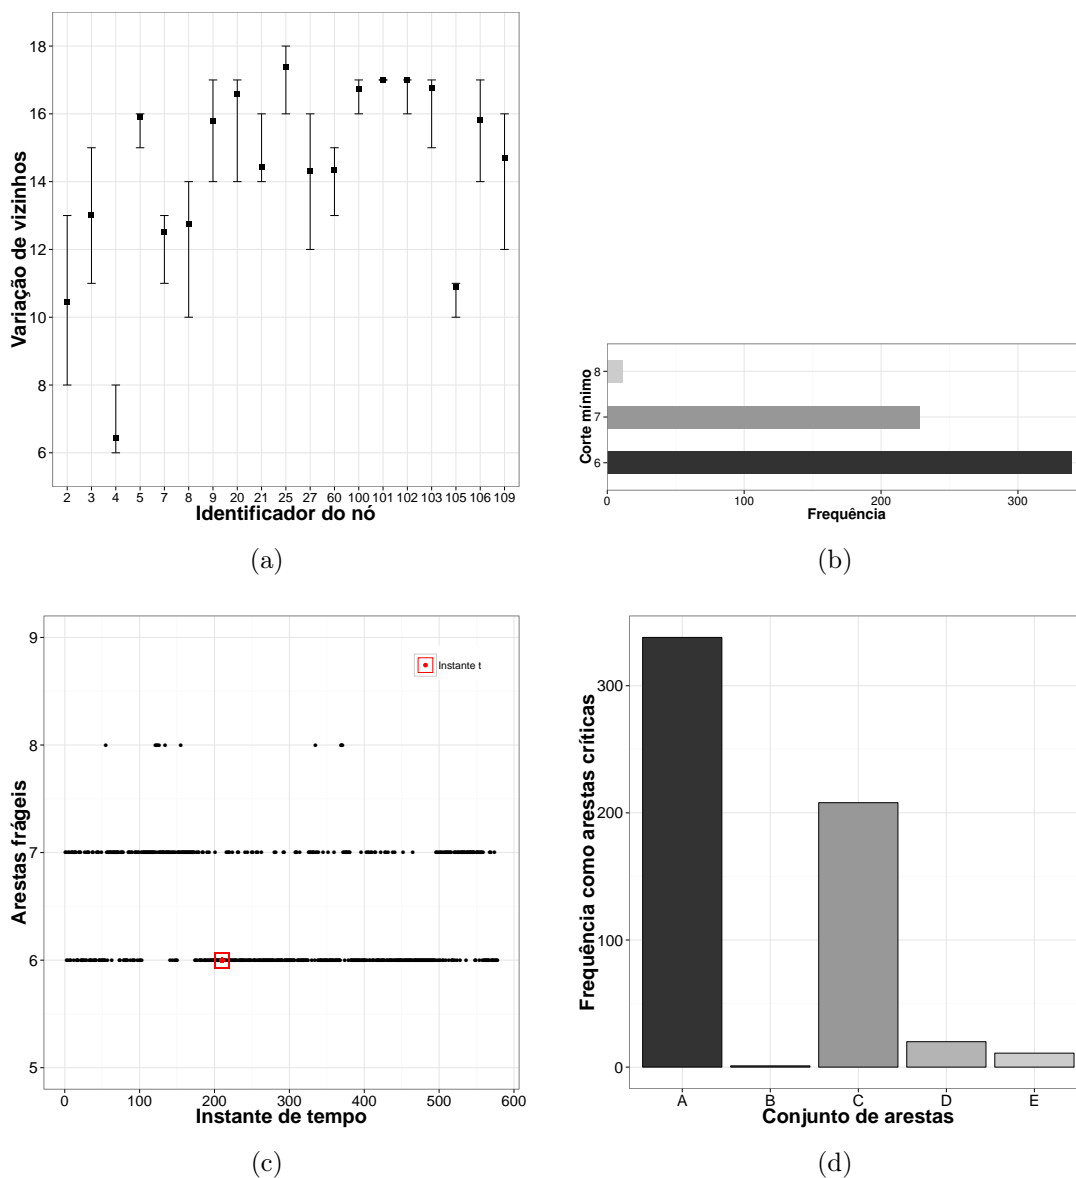 18
16
14
12
10
8
6
Variação de vizinhos
2 3 4 5 7 8 9 20 21 25 27 60 100 101 102 103 105 106 109
Identificador do nó
(a)
8
7
6
Corte mínimo
0 100 200 300
Frequência
(b)
9
8
7
6
5
Arestas frágeis
Instante t
0 100 200 300 400 500 600
Instante de tempo
(c)
300
200
100
0
Frequência como arestas críticas
A B C D E
Conjunto de arestas
(d)